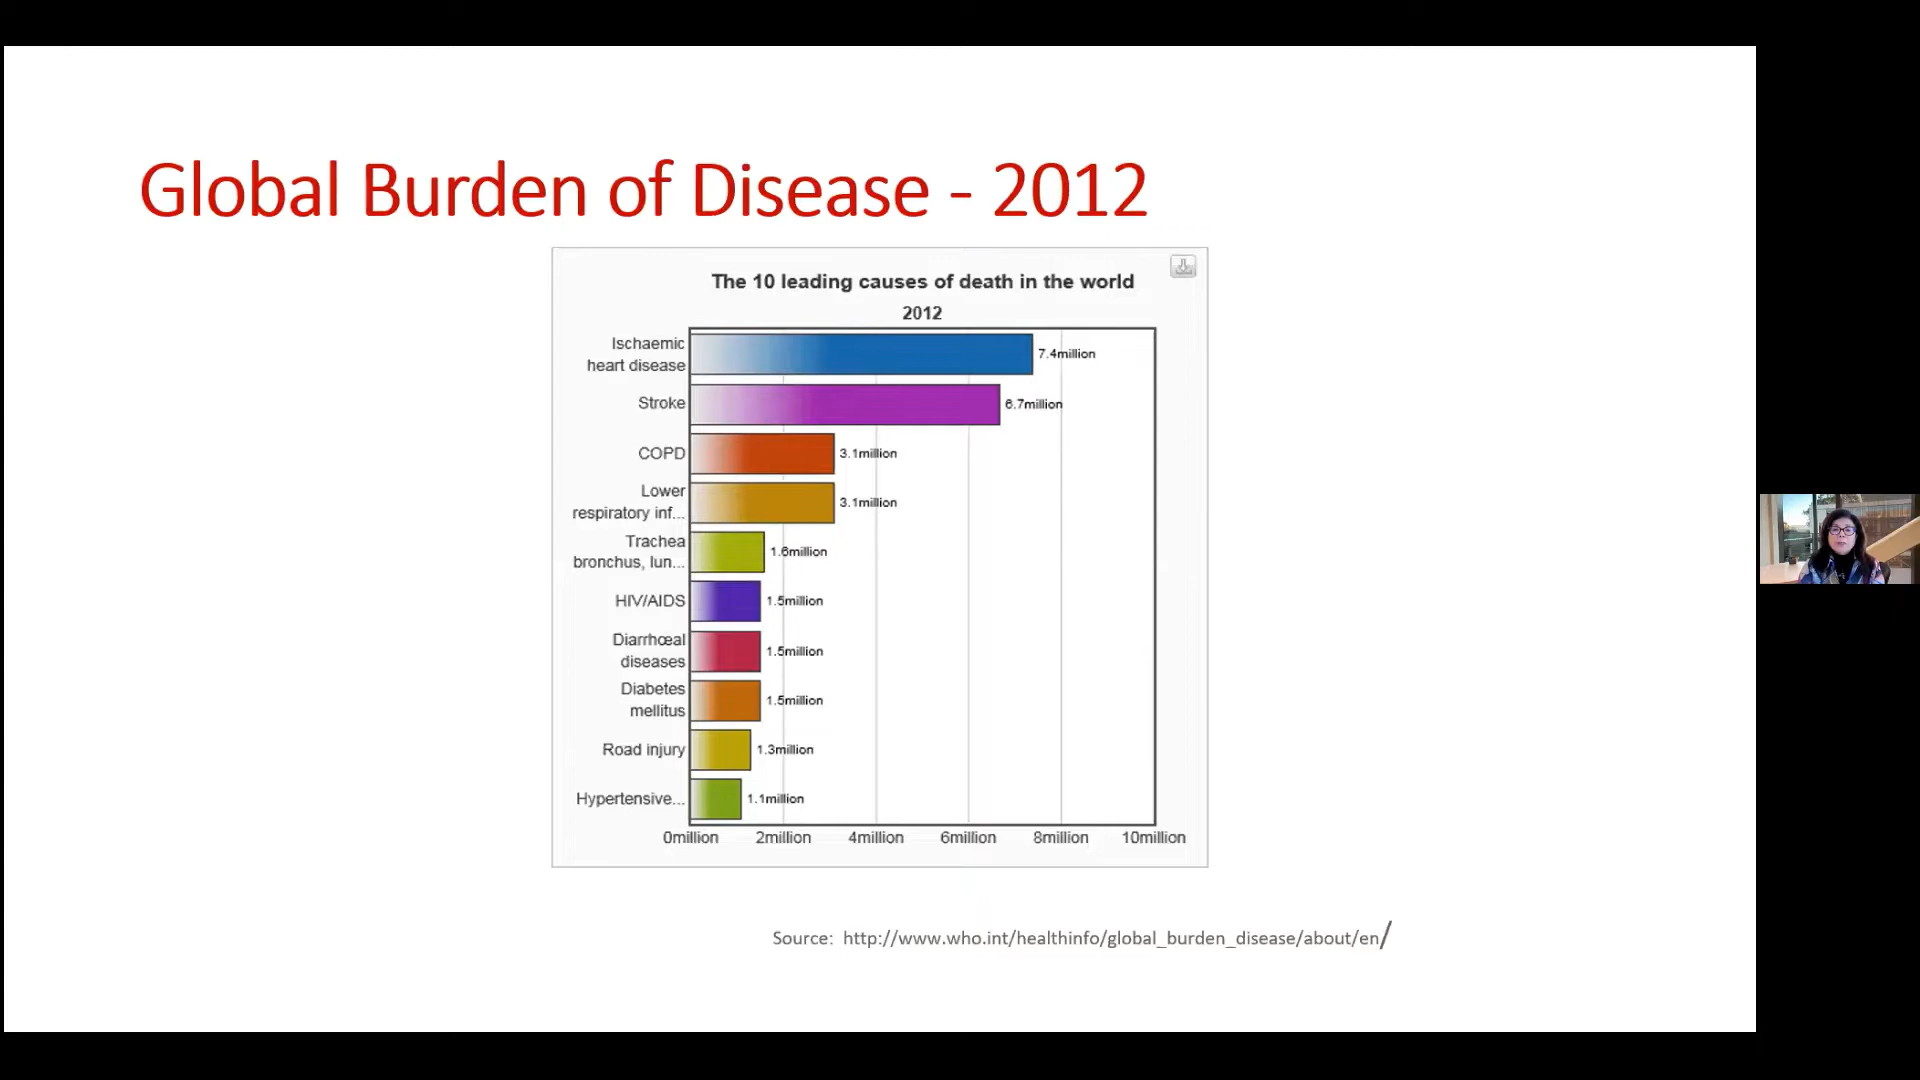 Global Burden of Disease - 2012
The 10 leading causes of death in the world
2012
Ischaemic
heart disease
7.4million
Stroke
6.7million
COPD
3.1million
Lower
respiratory inf...
3.1million
Trachea
bronchus, lun...
1.6million
HIV/AIDS
1.5million
Diarrhœal
diseases
1.5million
Diabetes
mellitus
1.5million
Road injury
1.3million
Hypertensive...
1.1million
0million 2million 4million 6million 8million 10million
Source: http://www.who.int/healthinfo/global_burden_disease/about/en/